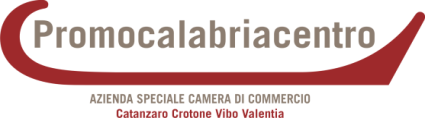 Promocalabriacentro
AZIENDA SPECIALE CAMERA DI COMMERCIO
Catanzaro Crotone Vibo Valentia